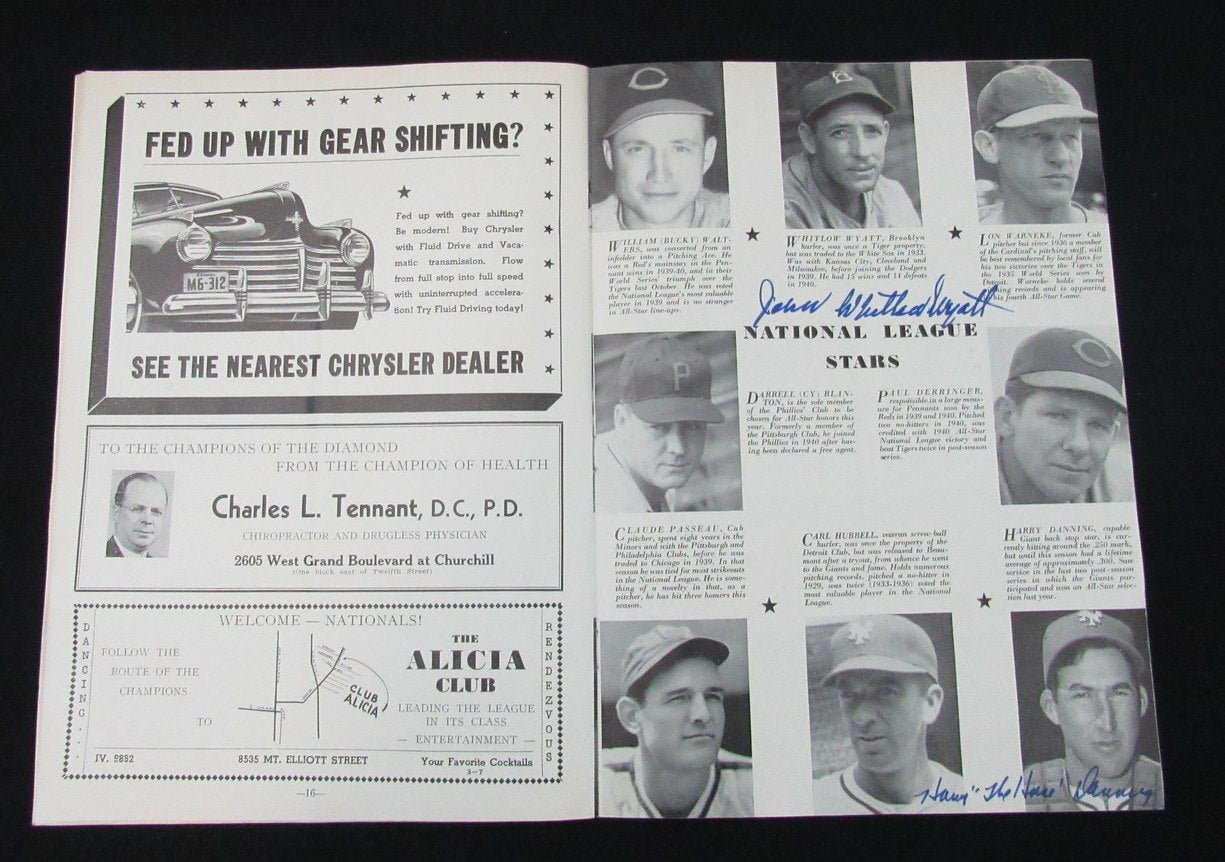 FED UP WITH GEAR SHIFTING?
Fed up with gear shifting?
Be modern! Buy Chrysler
with Fluid Drive and Vaca-
matic transmission. Flow
from full stop into full speed
with uninterrupted accelera-
tion! Try Fluid Driving today!
M6-312
SEE THE NEAREST CHRYSLER DEALER
TO THE CHAMPIONS OF THE DIAMOND
FROM THE CHAMPION OF HEALTH
Charles L. Tennant, D.C., P.D.
CHIROPRACTOR AND DRUGLESS PHYSICIAN
2605 West Grand Boulevard at Churchill
(One block east of Twelfth Street)
WELCOME — NATIONALS!
DANCING . .
FOLLOW THE
ROUTE OF THE
CHAMPIONS
TO
CLUB
ALICIA
THE
ALICIA
CLUB
LEADING THE LEAGUE
IN ITS CLASS
— ENTERTAINMENT —
RENDEZVOUS
IV. 9882
8535 MT. ELLIOTT STREET
Your Favorite Cocktails
3–7
—16—
C
B
P
C
WILLIAM (BUCKY) WALT-
ERS, was converted from an
infielder into a Pitching Ace. He
was a Red's mainstay in the Pen-
nant wins in 1939-40, and in their
World Series' triumph over the
Tigers last October. He was voted
the National League's most valuable
player in 1939 and is no stranger
in All-Star line-ups.
WHITLOW WYATT, Brooklyn
hurler, was once a Tiger property,
but was traded to the White Sox in 1933.
Was with Kansas City, Cleveland and
Milwaukee, before joining the Dodgers
in 1939. He had 15 wins and 14 defeats
in 1940.
LON WARNEKE, former Cub
pitcher but since 1936 a member
of the Cardinal's pitching staff, will
be best remembered by local fans for
his two victories over the Tigers in
the 1935 World Series won by
Detroit. Warneke holds several
records and is appearing
his fourth All-Star Game.
John Whitlow Wyatt
NATIONAL LEAGUE
STARS
DARRELL (CY) BLAN-
TON, is the sole member
of the Phillies' Club to be
chosen for All-Star honors this
year. Formerly a member of
the Pittsburgh Club, he joined
the Phillies in 1940 after hav-
ing been declared a free agent.
PAUL DERRINGER,
responsible in a large meas-
ure for Pennants won by the
Reds in 1939 and 1940. Pitched
two no-hitters in 1940, was
credited with 1940 All-Star
National League victory and
beat Tigers twice in post-season
series.
CLAUDE PASSEAU, Cub
pitcher, spent eight years in the
Minors and with the Pittsburgh and
Philadelphia Clubs, before he was
traded to Chicago in 1939. In that
season he was tied for most strikeouts
in the National League. He is some-
thing of a novelty in that, as a
pitcher, he has hit three homers this
season.
CARL HUBBELL, veteran screw-ball
hurler, was once the property of the
Detroit Club, but was released to Beau-
mont after a tryout, from whence he went
to the Giants and fame. Holds numerous
pitching records, pitched a no-hitter in
1929, was twice (1933-1936) voted the
most valuable player in the National
League.
HARRY DANNING, capable
Giant back stop star, is cur-
rently hitting around the .250 mark,
but until this season had a lifetime
average of approximately .300. Saw
service in the last two post-season
series in which the Giants par-
ticipated and won an All-Star selec-
tion last year.
Harry "The Horse" Danning